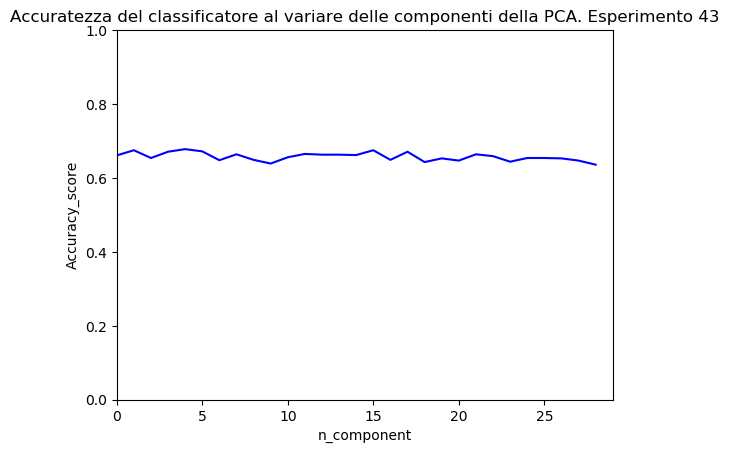 Accuratezza del classificatore al variare delle componenti della PCA. Esperimento 43
1.0
0.8
0.6
0.4
0.2
0.0
Accuracy_score
0 5 10 15 20 25
n_component